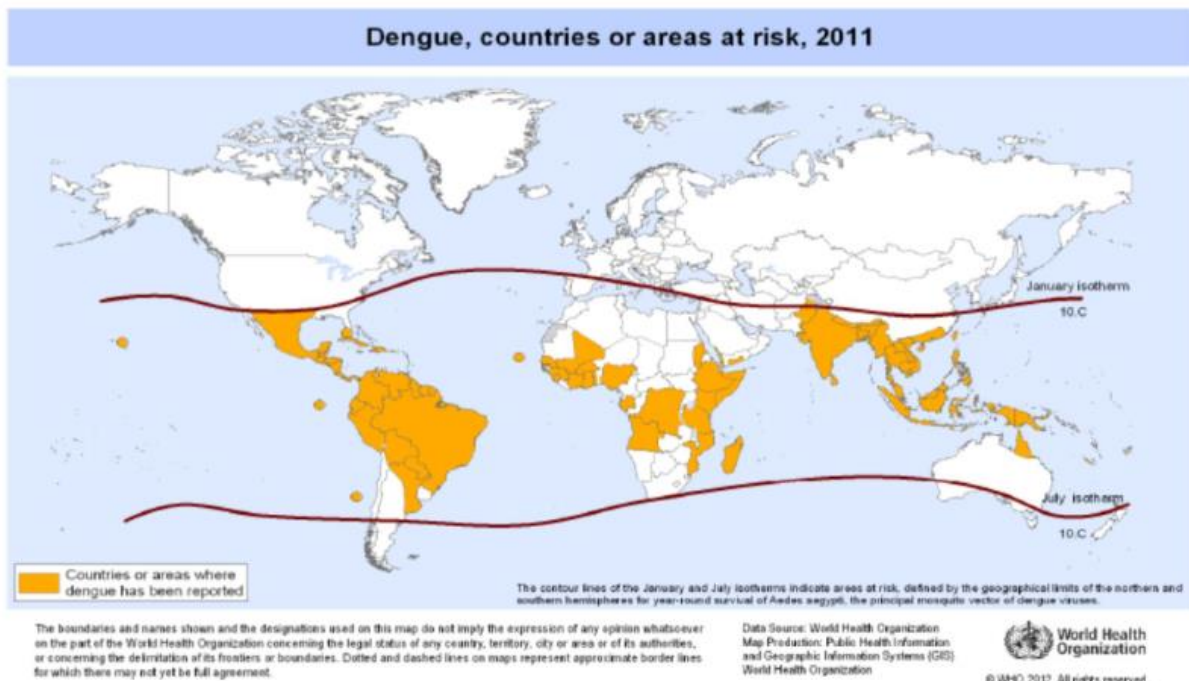 Dengue, countries or areas at risk, 2011
January isotherm
10.C
July isotherm
10.C
Countries or areas where
dengue has been reported
The contour lines of the January and July isotherms indicate areas at risk, defined by the geographical limits of the northern and
southern hemispheres for year-round survival of Aedes aegypti, the principal mosquito vector of dengue viruses.
The boundaries and names shown and the designations used on this map do not imply the expression of any opinion whatsoever
on the part of the World Health Organization concerning the legal status of any country, territory, city or area or of its authorities,
or concerning the delimitation of its frontiers or boundaries. Dotted and dashed lines on maps represent approximate border lines
for which there may not yet be full agreement.
Data Source: World Health Organization
Map Production: Public Health Information
and Geographic Information Systems (GIS)
World Health Organization
World Health
Organization
© WHO 2012. All rights reserved